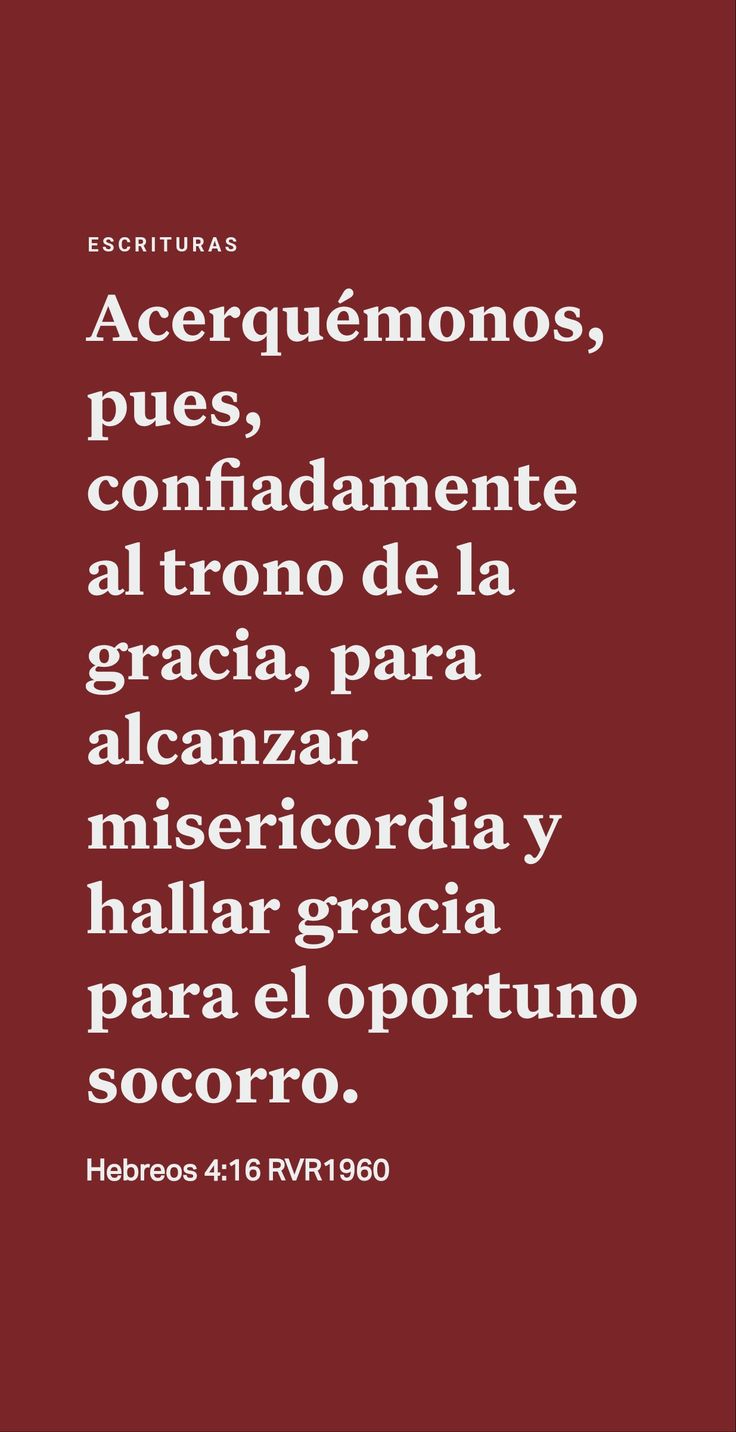 ESCRITURAS
Acerquémonos,
pues,
confiadamente
al trono de la
gracia, para
alcanzar
misericordia y
hallar gracia
para el oportuno
socorro.
Hebreos 4:16 RVR1960